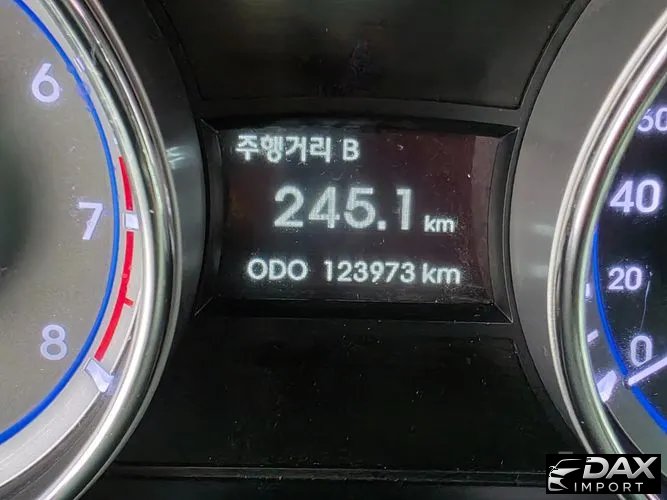 주행거리 B
245.1 km
ODO 123973 km
6
7
8
60
40
20
0
DAX
IMPORT